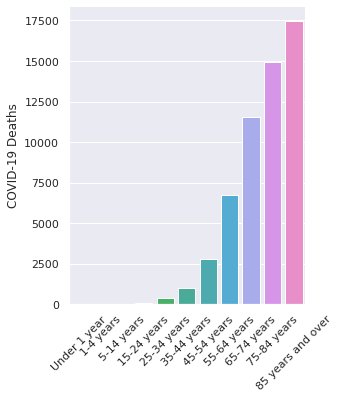 17500
15000
12500
10000
7500
5000
2500
0
COVID-19 Deaths
Under 1 year
1-4 years
5-14 years
15-24 years
25-34 years
35-44 years
45-54 years
55-64 years
65-74 years
75-84 years
85 years and over